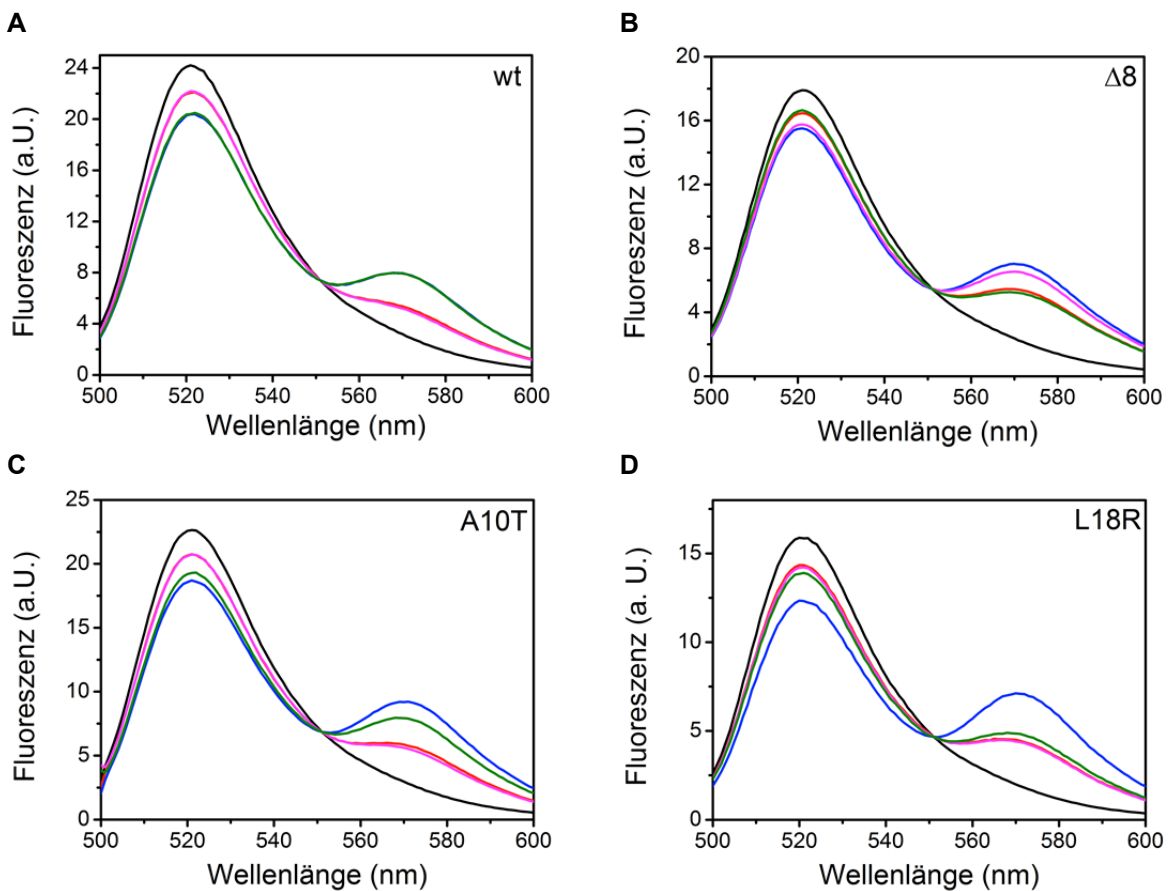 A
wt
24
20
16
12
8
4
0
500 520 540 560 580 600
Fluoreszenz (a.U.)
Wellenlänge (nm)
B
Δ8
20
16
12
8
4
0
500 520 540 560 580 600
Fluoreszenz (a.U.)
Wellenlänge (nm)
C
A10T
25
20
15
10
5
0
500 520 540 560 580 600
Fluoreszenz (a.U.)
Wellenlänge (nm)
D
L18R
15
10
5
0
500 520 540 560 580 600
Fluoreszenz (a. U.)
Wellenlänge (nm)